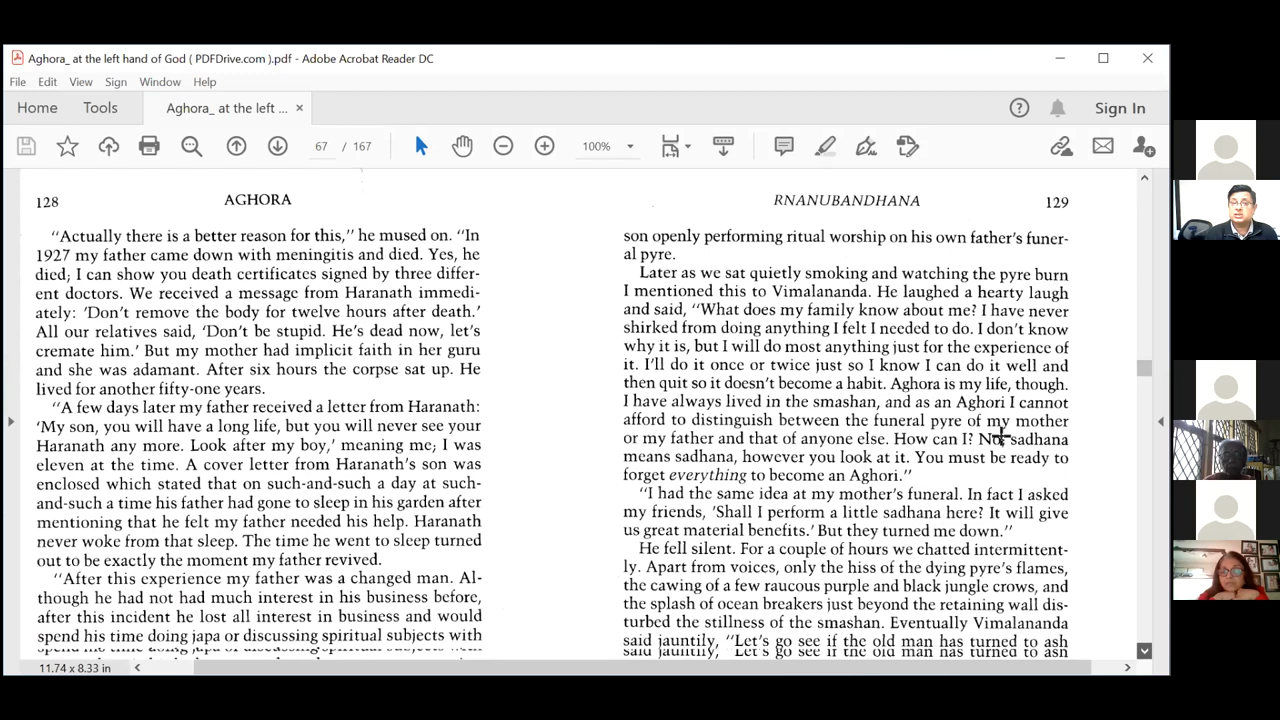 Aghora_ at the left hand of God ( PDFDrive.com ).pdf - Adobe Acrobat Reader DC
File Edit View Sign Window Help
Home Tools Aghora_ at the left ... × Sign In
67 / 167 100%
128 AGHORA
“Actually there is a better reason for this,” he mused on. “In
1927 my father came down with meningitis and died. Yes, he
died; I can show you death certificates signed by three differ-
ent doctors. We received a message from Haranath immedi-
ately: ‘Don’t remove the body for twelve hours after death.’
All our relatives said, ‘Don’t be stupid. He’s dead now, let’s
cremate him.’ But my mother had implicit faith in her guru
and she was adamant. After six hours the corpse sat up. He
lived for another fifty-one years.
“A few days later my father received a letter from Haranath:
‘My son, you will have a long life, but you will never see your
Haranath any more. Look after my boy,’ meaning me; I was
eleven at the time. A cover letter from Haranath’s son was
enclosed which stated that on such-and-such a day at such-
and-such a time his father had gone to sleep in his garden after
mentioning that he felt my father needed his help. Haranath
never woke from that sleep. The time he went to sleep turned
out to be exactly the moment my father revived.
“After this experience my father was a changed man. Al-
though he had not had much interest in his business before,
after this incident he lost all interest in business and would
spend his time doing japa or discussing spiritual subjects with
RNANUBANDHANA 129
son openly performing ritual worship on his own father’s funer-
al pyre.
Later as we sat quietly smoking and watching the pyre burn
I mentioned this to Vimalananda. He laughed a hearty laugh
and said, “What does my family know about me? I have never
shirked from doing anything I felt I needed to do. I don’t know
why it is, but I will do most anything just for the experience of
it. I’ll do it once or twice just so I know I can do it well and
then quit so it doesn’t become a habit. Aghora is my life, though.
I have always lived in the smashan, and as an Aghori I cannot
afford to distinguish between the funeral pyre of my mother
or my father and that of anyone else. How can I? sadhana
means sadhana, however you look at it. You must be ready to
forget everything to become an Aghori.”
“I had the same idea at my mother’s funeral. In fact I asked
my friends, ‘Shall I perform a little sadhana here? It will give
us great material benefits.’ But they turned me down.”
He fell silent. For a couple of hours we chatted intermittent-
ly. Apart from voices, only the hiss of the dying pyre’s flames,
the cawing of a few raucous purple and black jungle crows, and
the splash of ocean breakers just beyond the retaining wall dis-
turbed the stillness of the smashan. Eventually Vimalananda
said jauntily, “Let’s go see if the old man has turned to ash
said jauntily, “Let’s go see if the old man has turned to ash
11.74 x 8.33 in